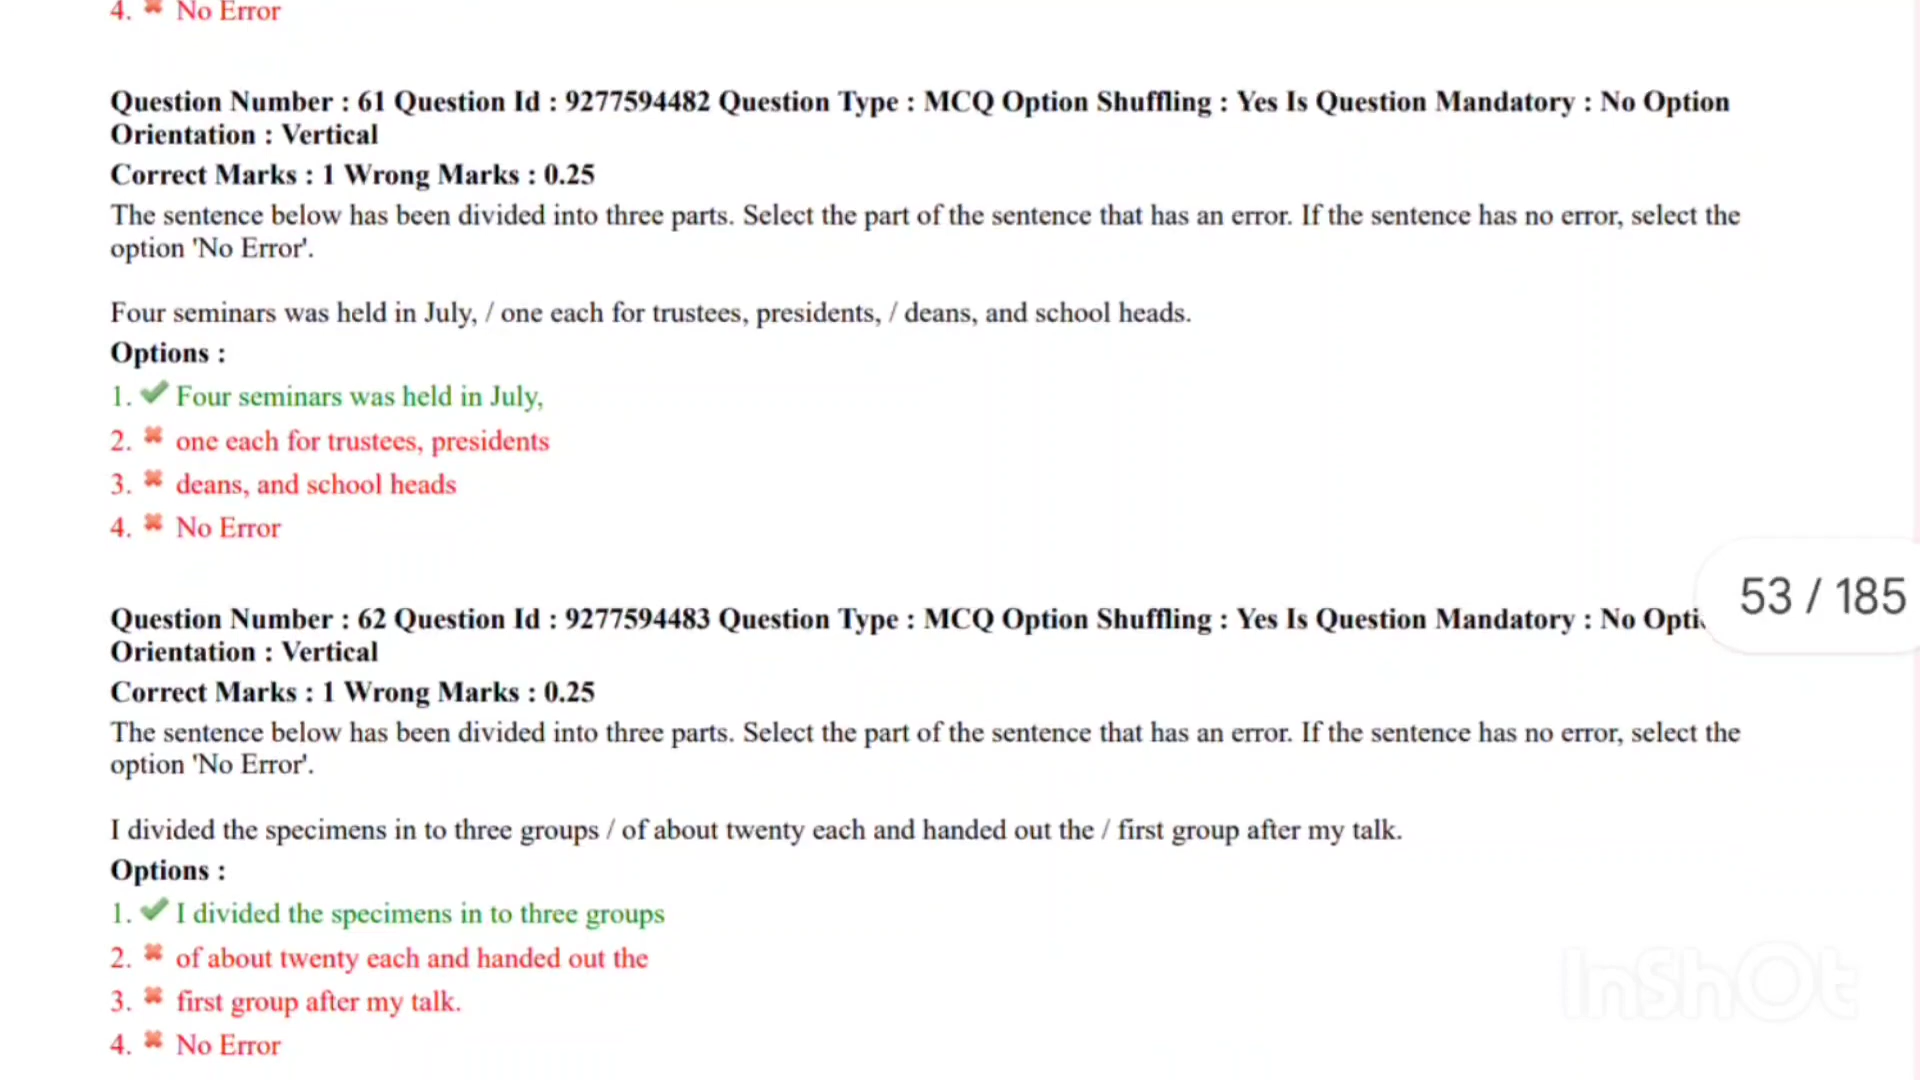 4. No Error
Question Number : 61 Question Id : 9277594482 Question Type : MCQ Option Shuffling : Yes Is Question Mandatory : No Option
Orientation : Vertical
Correct Marks : 1 Wrong Marks : 0.25
The sentence below has been divided into three parts. Select the part of the sentence that has an error. If the sentence has no error, select the
option 'No Error'.
Four seminars was held in July, / one each for trustees, presidents, / deans, and school heads.
Options :
1. Four seminars was held in July,
2. one each for trustees, presidents
3. deans, and school heads
4. No Error
53 / 185
Question Number : 62 Question Id : 9277594483 Question Type : MCQ Option Shuffling : Yes Is Question Mandatory : No Opti
Orientation : Vertical
Correct Marks : 1 Wrong Marks : 0.25
The sentence below has been divided into three parts. Select the part of the sentence that has an error. If the sentence has no error, select the
option 'No Error'.
I divided the specimens in to three groups / of about twenty each and handed out the / first group after my talk.
Options :
1. I divided the specimens in to three groups
2. of about twenty each and handed out the
3. first group after my talk.
4. No Error
InShOt